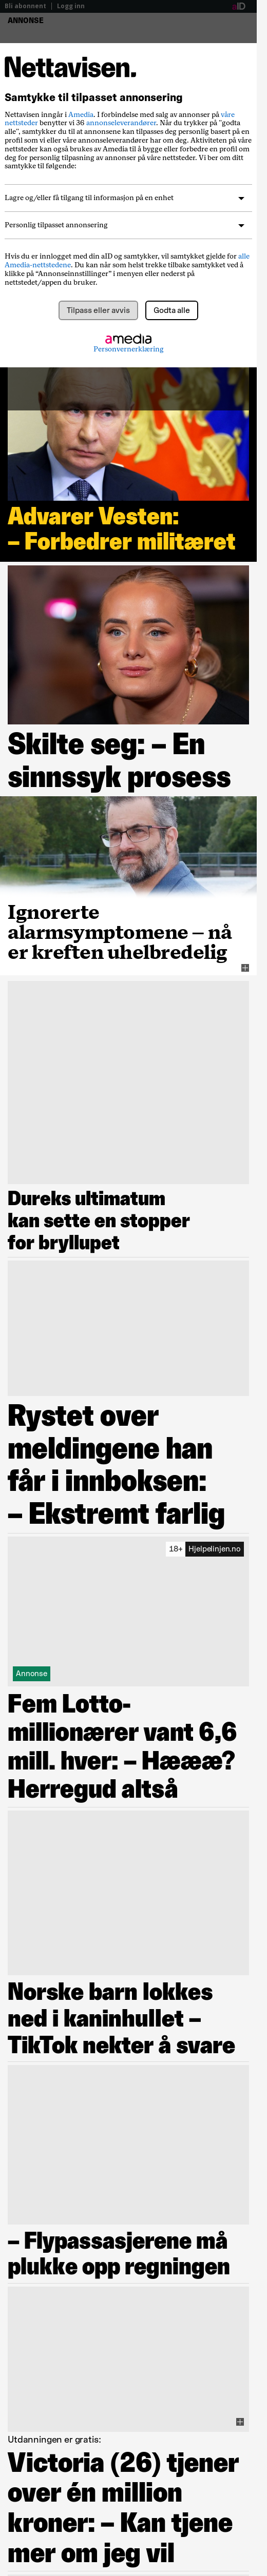 Bli abonnent | Logg inn
aID
ANNONSE
Nettavisen.
Samtykke til tilpasset annonsering
Nettavisen inngår i Amedia. I forbindelse med salg av annonser på våre
nettsteder benytter vi 36 annonseleverandører. Når du trykker på "godta
alle", samtykker du til at annonsene kan tilpasses deg personlig basert på en
profil som vi eller våre annonseleverandører har om deg. Aktiviteten på våre
nettsteder kan også brukes av Amedia til å bygge eller forbedre en profil om
deg for personlig tilpasning av annonser på våre nettsteder. Vi ber om ditt
samtykke til følgende:
Lagre og/eller få tilgang til informasjon på en enhet
Personlig tilpasset annonsering
Hvis du er innlogget med din aID og samtykker, vil samtykket gjelde for alle
Amedia-nettstedene. Du kan når som helst trekke tilbake samtykket ved å
klikke på “Annonseinnstillinger” i menyen eller nederst på
nettstedet/appen du bruker.
Tilpass eller avvis
Godta alle
amedia
Personvernerklæring
Advarer Vesten:
– Forbedrer militæret
Skilte seg: – En
sinnssyk prosess
Ignorerte
alarmsymptomene – nå
er kreften uhelbredelig
Dureks ultimatum
kan sette en stopper
for bryllupet
Rystet over
meldingene han
får i innboksen:
– Ekstremt farlig
18+ Hjelpelinjen.no
Annonse
Fem Lotto-
millionærer vant 6,6
mill. hver: – Hæææ?
Herregud altså
Norske barn lokkes
ned i kaninhullet –
TikTok nekter å svare
– Flypassasjerene må
plukke opp regningen
Utdanningen er gratis:
Victoria (26) tjener
over én million
kroner: – Kan tjene
mer om jeg vil